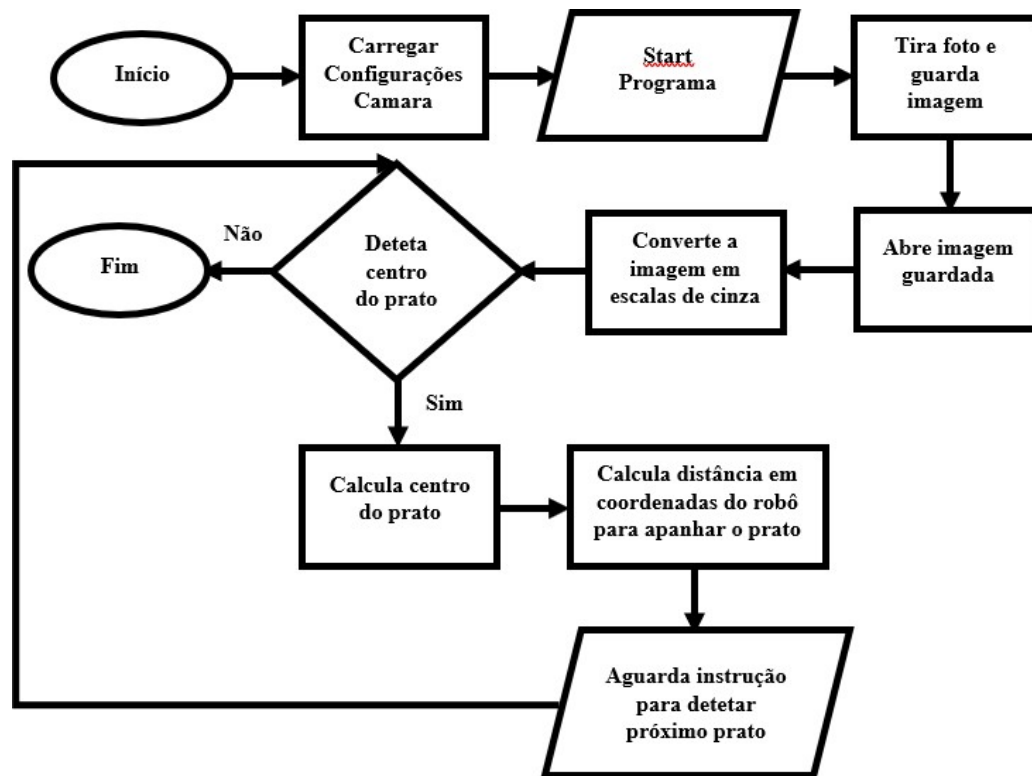 Início
Carregar
Configurações
Camara
Start
Programa
Tira foto e
guarda
imagem
Abre imagem
guardada
Converte a
imagem em
escalas de cinza
Deteta
centro
do prato
Não
Fim
Sim
Calcula centro
do prato
Calcula distância em
coordenadas do robô
para apanhar o prato
Aguarda instrução
para detetar
próximo prato